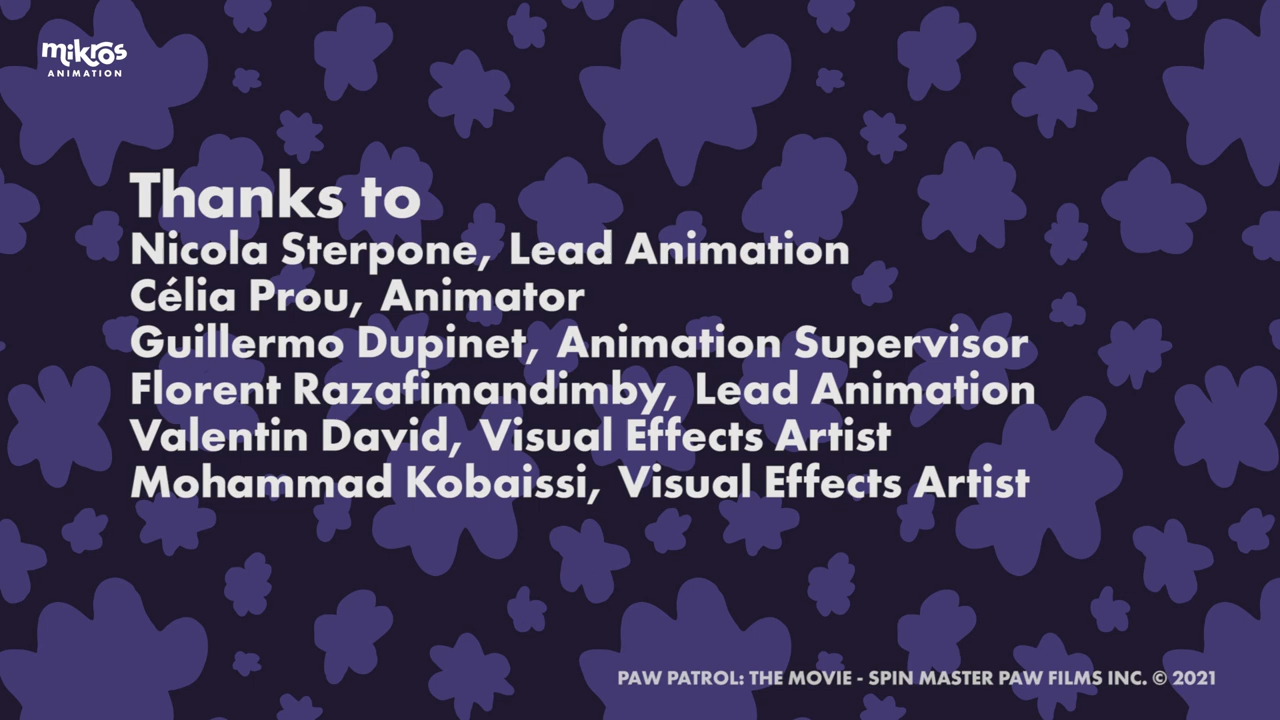 mikros
ANIMATION
Thanks to
Nicola Sterpone, Lead Animation
Célia Prou, Animator
Guillermo Dupinet, Animation Supervisor
Florent Razafimandimby, Lead Animation
Valentin David, Visual Effects Artist
Mohammad Kobaissi, Visual Effects Artist
PAW PATROL: THE MOVIE - SPIN MASTER PAW FILMS INC. © 2021